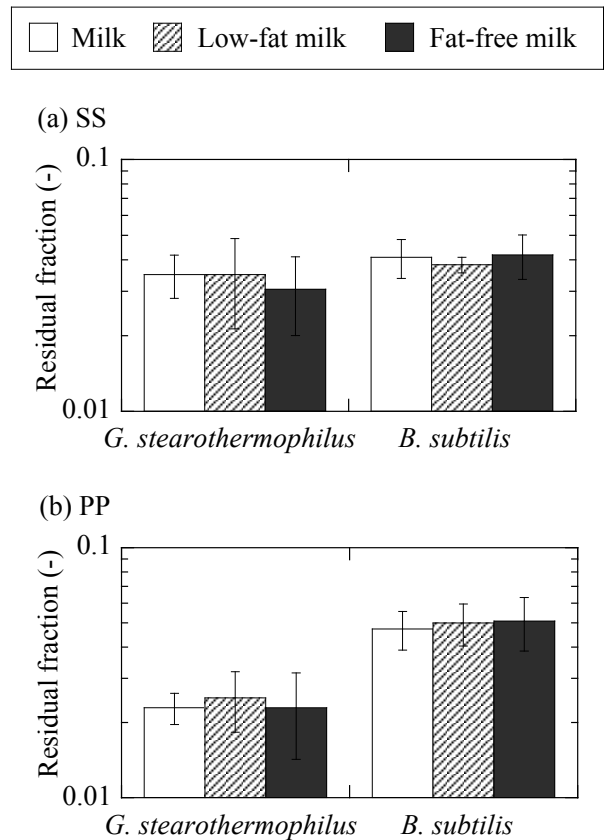 Milk Low-fat milk Fat-free milk
(a) SS
0.1
Residual fraction (-)
0.01
G. stearothermophilus B. subtilis
(b) PP
0.1
Residual fraction (-)
0.01
G. stearothermophilus B. subtilis